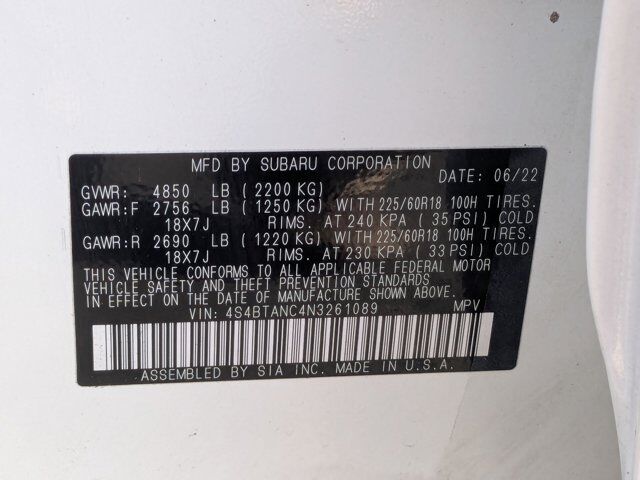 MFD BY SUBARU CORPORATION
DATE: 06/22
GVWR: 4850 LB (2200 KG)
GAWR:F 2756 LB (1250 KG) WITH 225/60R18 100H TIRES.
18X7J RIMS. AT 240 KPA (35 PSI) COLD
GAWR:R 2690 LB (1220 KG) WITH 225/60R18 100H TIRES.
18X7J RIMS. AT 230 KPA (33 PSI) COLD
THIS VEHICLE CONFORMS TO ALL APPLICABLE FEDERAL MOTOR
VEHICLE SAFETY AND THEFT PREVENTION STANDARDS
IN EFFECT ON THE DATE OF MANUFACTURE SHOWN ABOVE.
VIN: 4S4BTANC4N3261089 MPV
ASSEMBLED BY SIA INC. MADE IN U.S.A.